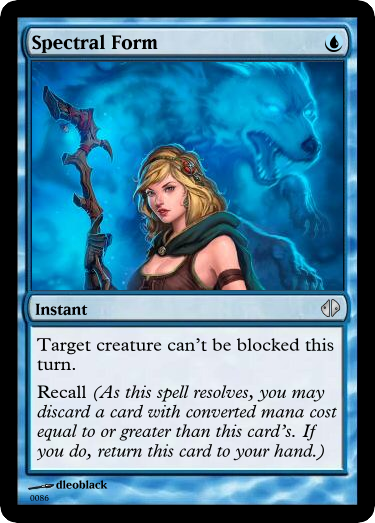 Spectral Form
Instant
Target creature can't be blocked this
turn.
Recall (As this spell resolves, you may
discard a card with converted mana cost
equal to or greater than this card's. If
you do, return this card to your hand.)
dleoblack
0086